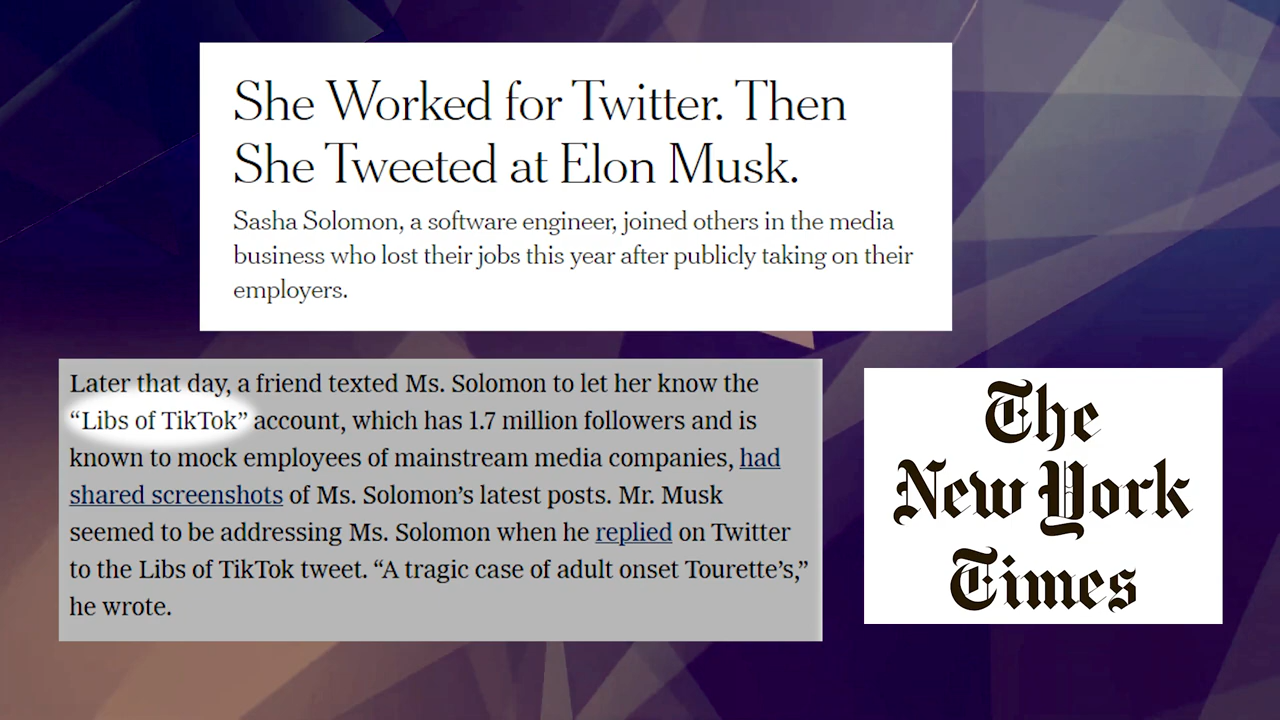 She Worked for Twitter. Then
She Tweeted at Elon Musk.
Sasha Solomon, a software engineer, joined others in the media
business who lost their jobs this year after publicly taking on their
employers.
Later that day, a friend texted Ms. Solomon to let her know the
“Libs of TikTok” account, which has 1.7 million followers and is
known to mock employees of mainstream media companies, had
shared screenshots of Ms. Solomon’s latest posts. Mr. Musk
seemed to be addressing Ms. Solomon when he replied on Twitter
to the Libs of TikTok tweet. “A tragic case of adult onset Tourette’s,”
he wrote.
The
New York
Times